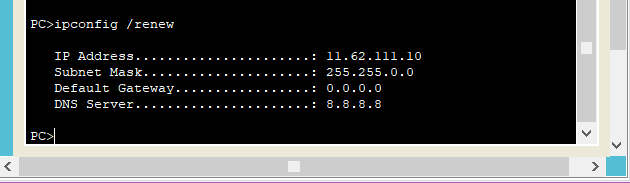 PC>ipconfig /renew
IP Address......................: 11.62.111.10
Subnet Mask.....................: 255.255.0.0
Default Gateway.................: 0.0.0.0
DNS Server......................: 8.8.8.8
PC>